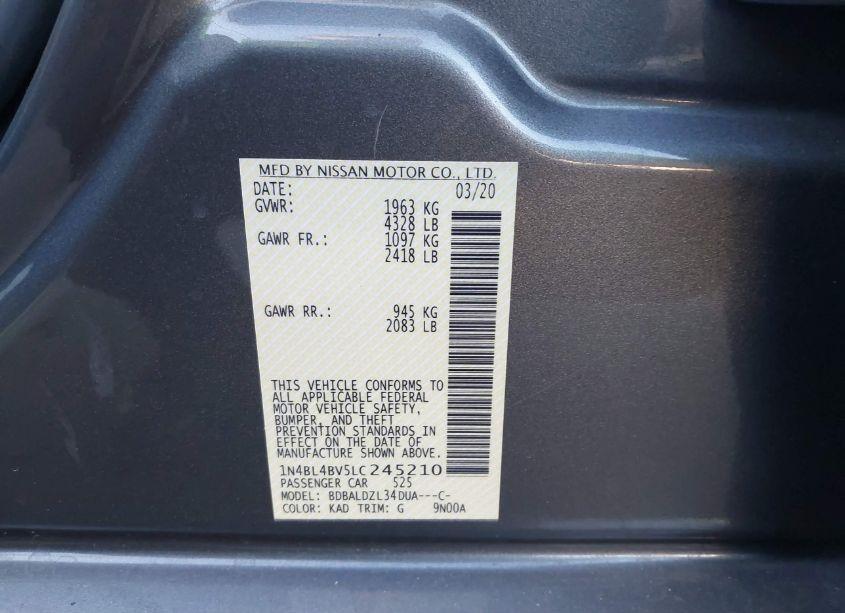 MFD BY NISSAN MOTOR CO., LTD.
DATE: 03/20
GVWR: 1963 KG
4328 LB
GAWR FR.: 1097 KG
2418 LB
GAWR RR.: 945 KG
2083 LB
THIS VEHICLE CONFORMS TO
ALL APPLICABLE FEDERAL
MOTOR VEHICLE SAFETY,
BUMPER, AND THEFT
PREVENTION STANDARDS IN
EFFECT ON THE DATE OF
MANUFACTURE SHOWN ABOVE.
1N4BL4BV5LC245210
PASSENGER CAR 525
MODEL: BDBALDZL34DUA---C-
COLOR: KAD TRIM: G 9N00A